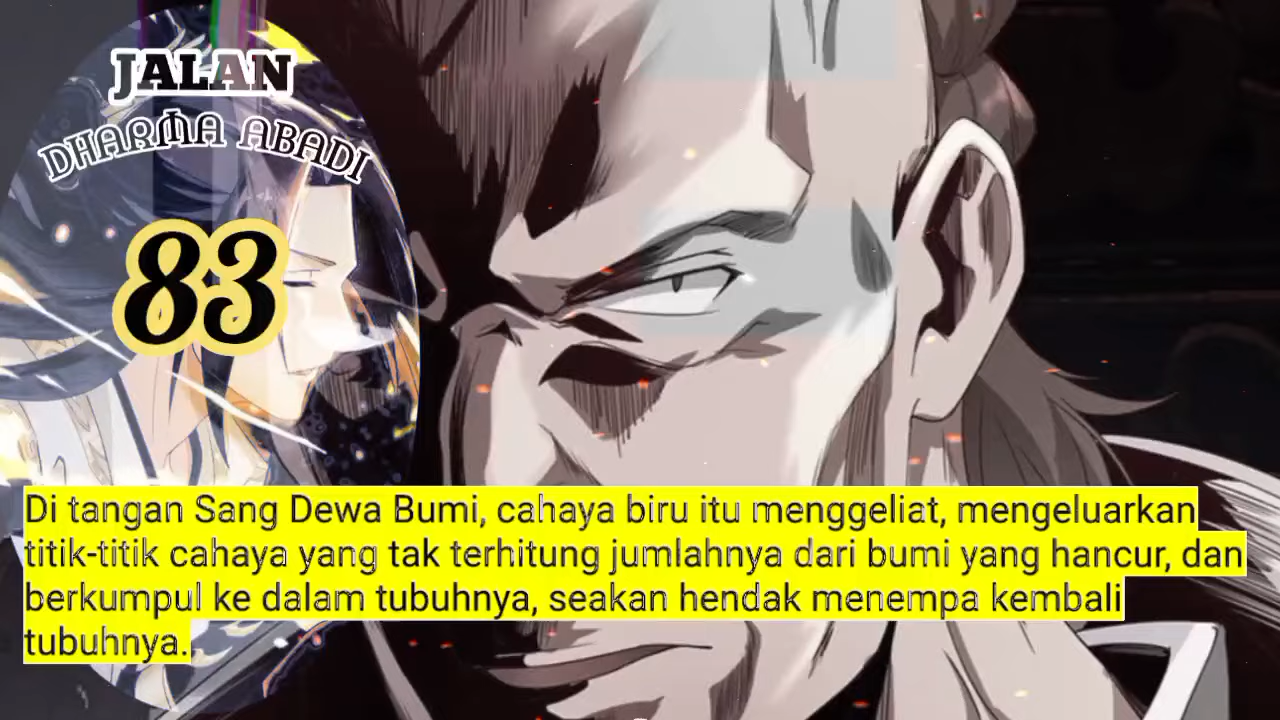 JALAN
DHARMA ABADI
83
Di tangan Sang Dewa Bumi, cahaya biru itu menggeliat, mengeluarkan
titik-titik cahaya yang tak terhitung jumlahnya dari bumi yang hancur, dan
berkumpul ke dalam tubuhnya, seakan hendak menempa kembali
tubuhnya.